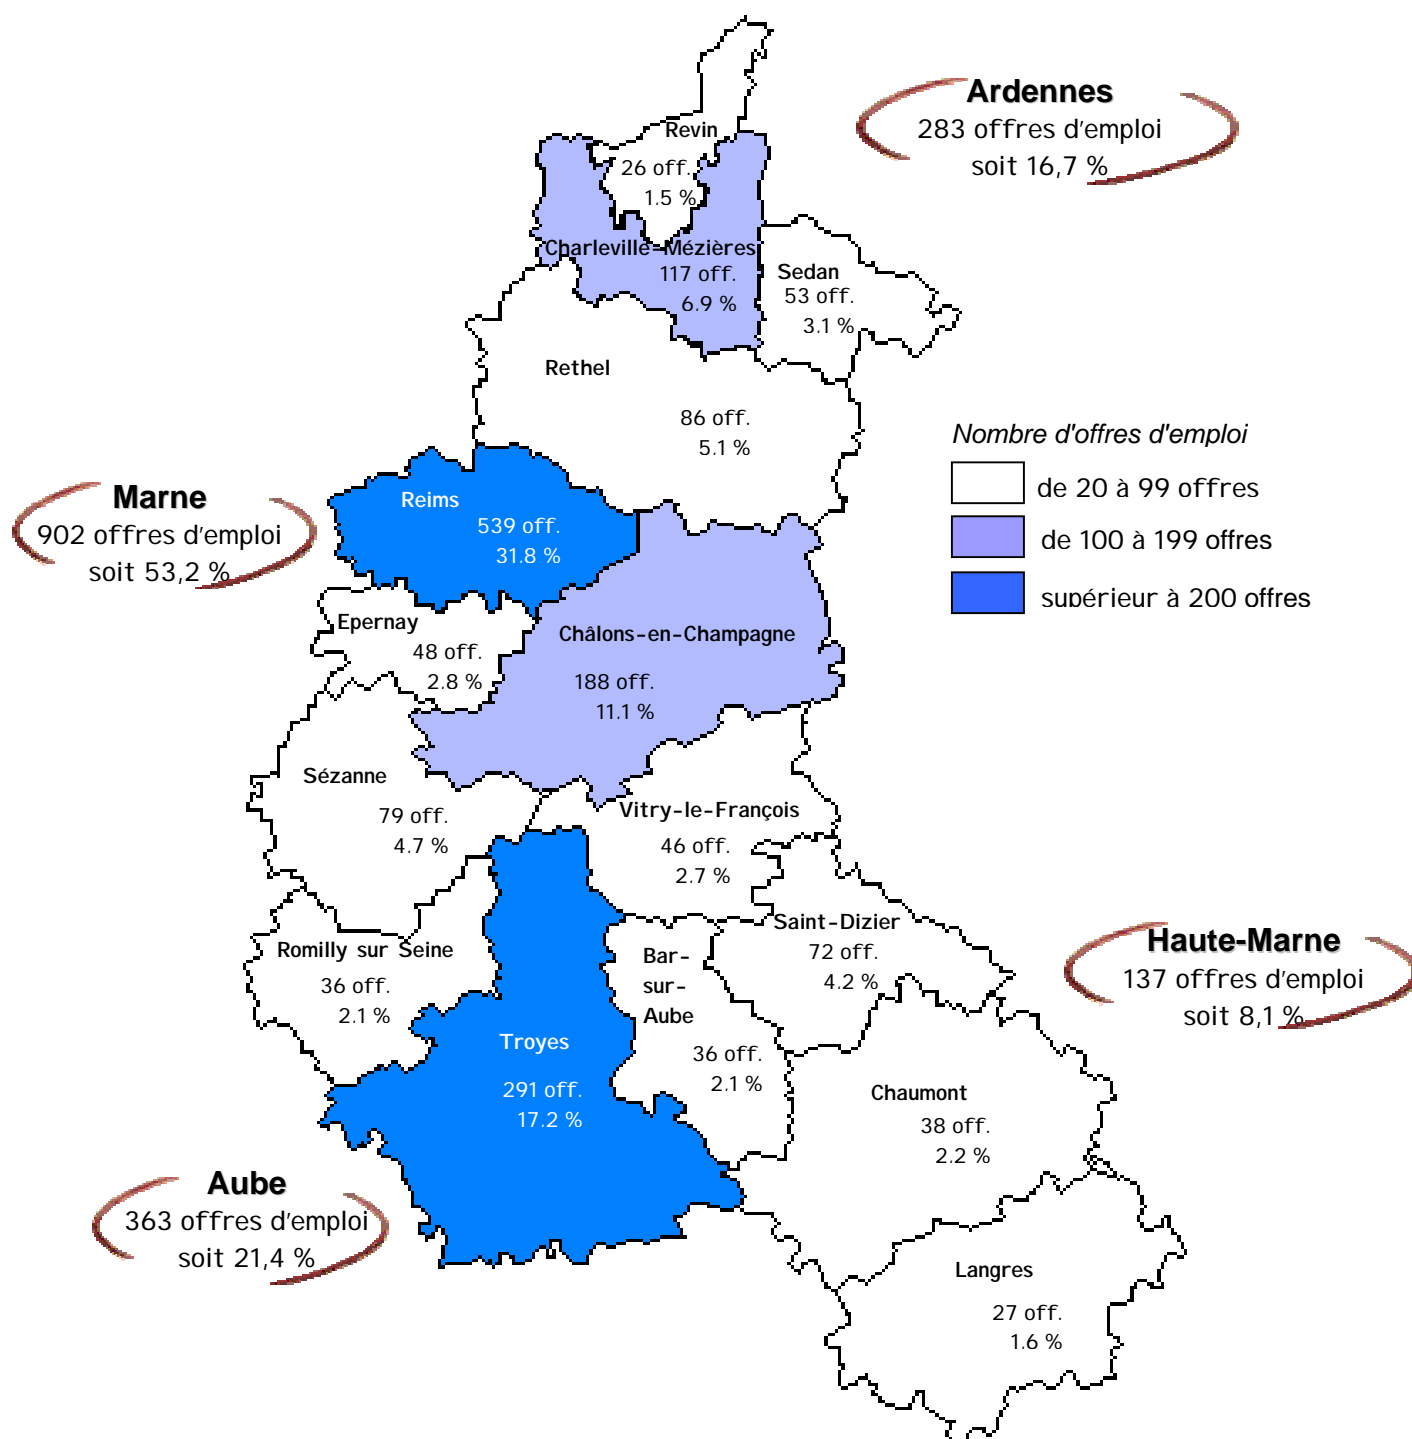 Ardennes
283 offres d'emploi
soit 16,7 %
Revin
26 off.
1.5 %
Charleville-Mézières
117 off.
6.9 %
Sedan
53 off.
3.1 %
Rethel
86 off.
5.1 %
Nombre d'offres d'emploi
de 20 à 99 offres
de 100 à 199 offres
supérieur à 200 offres
Marne
902 offres d'emploi
soit 53,2 %
Reims
539 off.
31.8 %
Epernay
48 off.
2.8 %
Châlons-en-Champagne
188 off.
11.1 %
Sézanne
79 off.
4.7 %
Vitry-le-François
46 off.
2.7 %
Saint-Dizier
72 off.
4.2 %
Haute-Marne
137 offres d'emploi
soit 8,1 %
Romilly sur Seine
36 off.
2.1 %
Bar-
sur-
Aube
36 off.
2.1 %
Troyes
291 off.
17.2 %
Chaumont
38 off.
2.2 %
Aube
363 offres d'emploi
soit 21,4 %
Langres
27 off.
1.6 %